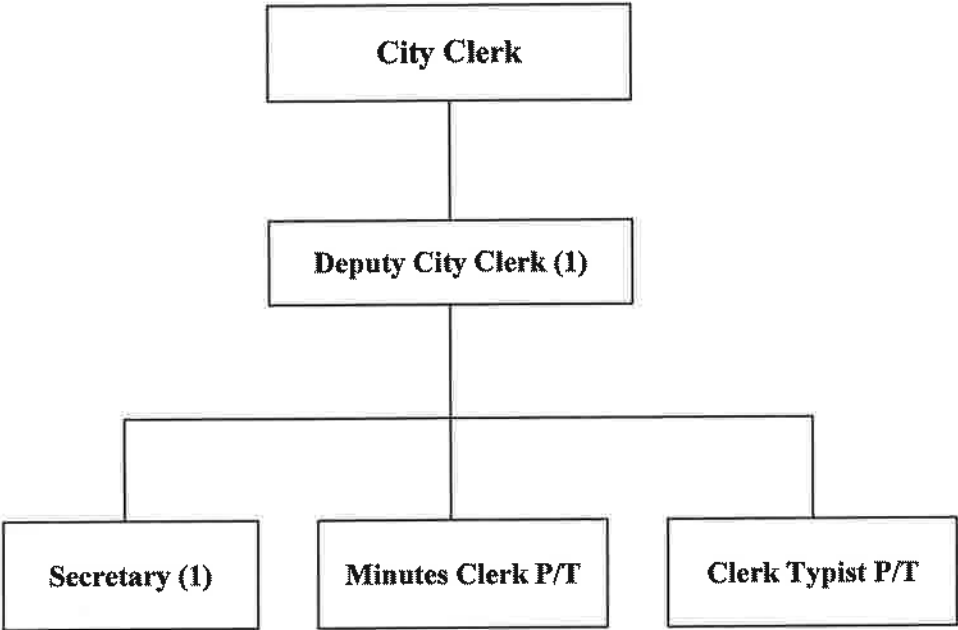 City Clerk
Deputy City Clerk (1)
Secretary (1)
Minutes Clerk P/T
Clerk Typist P/T